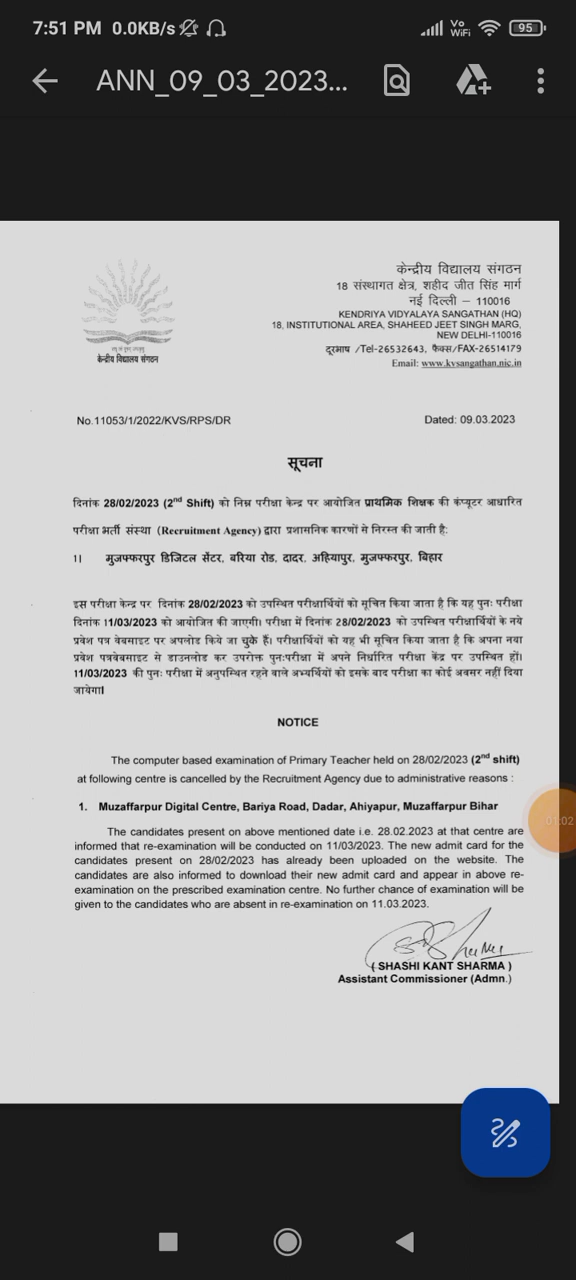 7:51 PM 0.0KB/s
Vo
WiFi
95
ANN_09_03_2023...
केन्द्रीय विद्यालय संगठन
18 संस्थागत क्षेत्र, शहीद जीत सिंह मार्ग
नई दिल्ली – 110016
KENDRIYA VIDYALAYA SANGATHAN (HQ)
18, INSTITUTIONAL AREA, SHAHEED JEET SINGH MARG,
NEW DELHI-110016
दूरभाष /Tel-26532643, फैक्स/FAX-26514179
Email: www.kvsangathan.nic.in
केन्द्रीय विद्यालय संगठन
No.11053/1/2022/KVS/RPS/DR
Dated: 09.03.2023
सूचना
दिनांक 28/02/2023 (2nd Shift) को निम्न परीक्षा केन्द्र पर आयोजित प्राथमिक शिक्षक की कंप्यूटर आधारित
परीक्षा भर्ती संस्था (Recruitment Agency) द्वारा प्रशासनिक कारणों से निरस्त की जाती है:
1। मुजफ्फरपुर डिजिटल सेंटर, बरिया रोड, दादर, अहियापुर, मुजफ्फरपुर, बिहार
इस परीक्षा केन्द्र पर दिनांक 28/02/2023 को उपस्थित परीक्षार्थियों को सूचित किया जाता है कि यह पुनः परीक्षा
दिनांक 11/03/2023 को आयोजित की जाएगी। परीक्षा में दिनांक 28/02/2023 को उपस्थित परीक्षार्थियों के नये
प्रवेश पत्र वेबसाइट पर अपलोड किये जा चुके हैं। परीक्षार्थियों को यह भी सूचित किया जाता है कि अपना नया
प्रवेश पत्रवेबसाइट से डाउनलोड कर उपरोक्त पुनःपरीक्षा में अपने निर्धारित परीक्षा केंद्र पर उपस्थित हों।
11/03/2023 की पुनः परीक्षा में अनुपस्थित रहने वाले अभ्यर्थियों को इसके बाद परीक्षा का कोई अवसर नहीं दिया
जायेगा।
NOTICE
The computer based examination of Primary Teacher held on 28/02/2023 (2nd shift)
at following centre is cancelled by the Recruitment Agency due to administrative reasons :
1. Muzaffarpur Digital Centre, Bariya Road, Dadar, Ahiyapur, Muzaffarpur Bihar
01:02
The candidates present on above mentioned date i.e. 28.02.2023 at that centre are
informed that re-examination will be conducted on 11/03/2023. The new admit card for the
candidates present on 28/02/2023 has already been uploaded on the website. The
candidates are also informed to download their new admit card and appear in above re-
examination on the prescribed examination centre. No further chance of examination will be
given to the candidates who are absent in re-examination on 11.03.2023.
( SHASHI KANT SHARMA )
Assistant Commissioner (Admn.)